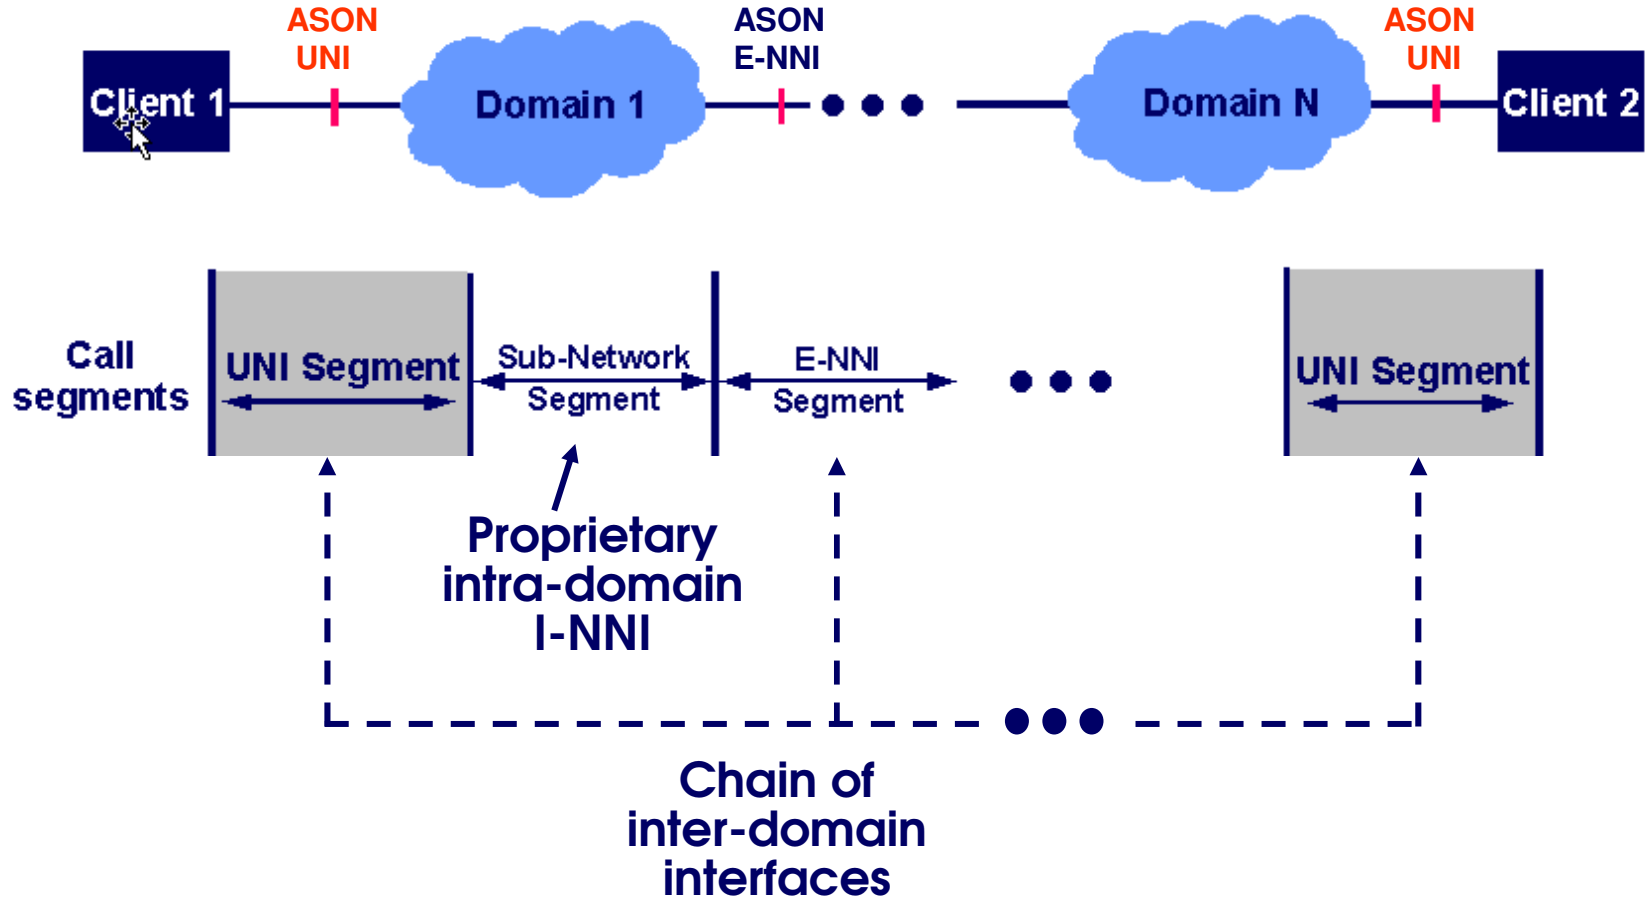 ASON
UNI
ASON
E-NNI
ASON
UNI
Client 1
Domain 1
Domain N
Client 2
Call
segments
UNI Segment
Sub-Network
Segment
E-NNI
Segment
UNI Segment
Proprietary
intra-domain
I-NNI
Chain of
inter-domain
interfaces